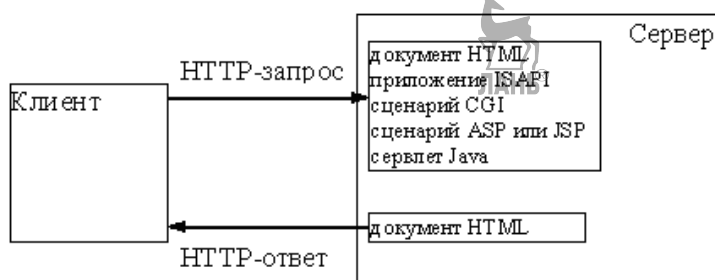 Сервер
документ HTML
HTTP-запрос
приложение ISAPI
Клиент
сценарий CGI
сценарий ASP или JSP
сервлет Java
документ HTML
HTTP-ответ
ЛАНЬ